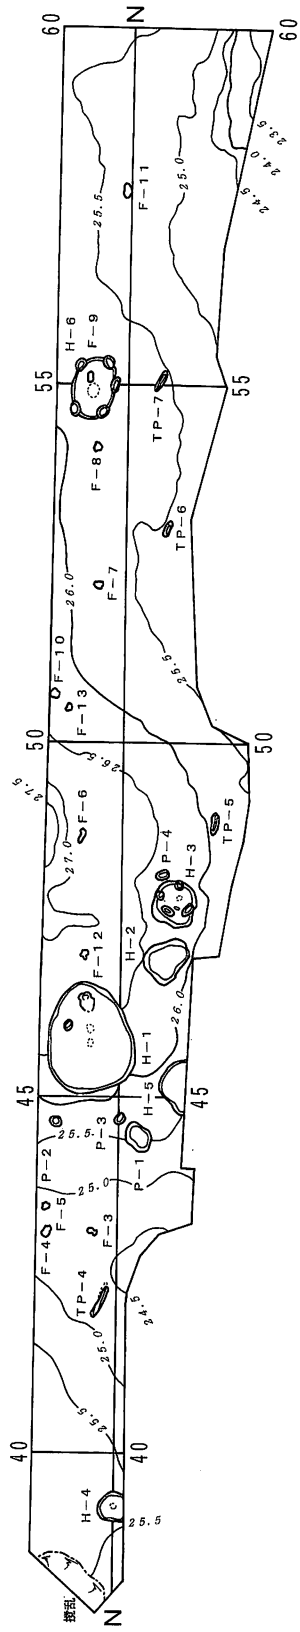 60
N
60
23.5
24.0
24.5
25.0
25.5
F-11
H-6
F-9
55
55
TP-7
F-8
TP-6
F-7
26.0
25.5
F-10
F-13
50
50
26.5
27.5
27.0
F-6
TP-5
P-4
H-3
H-2
F-12
26.0
H-1
H-5
45
45
P-3
P-2
25.5
P-1
25.0
F-5
F-4
F-3
TP-4
24.5
25.0
25.5
40
40
H-4
25.5
N
攪乱